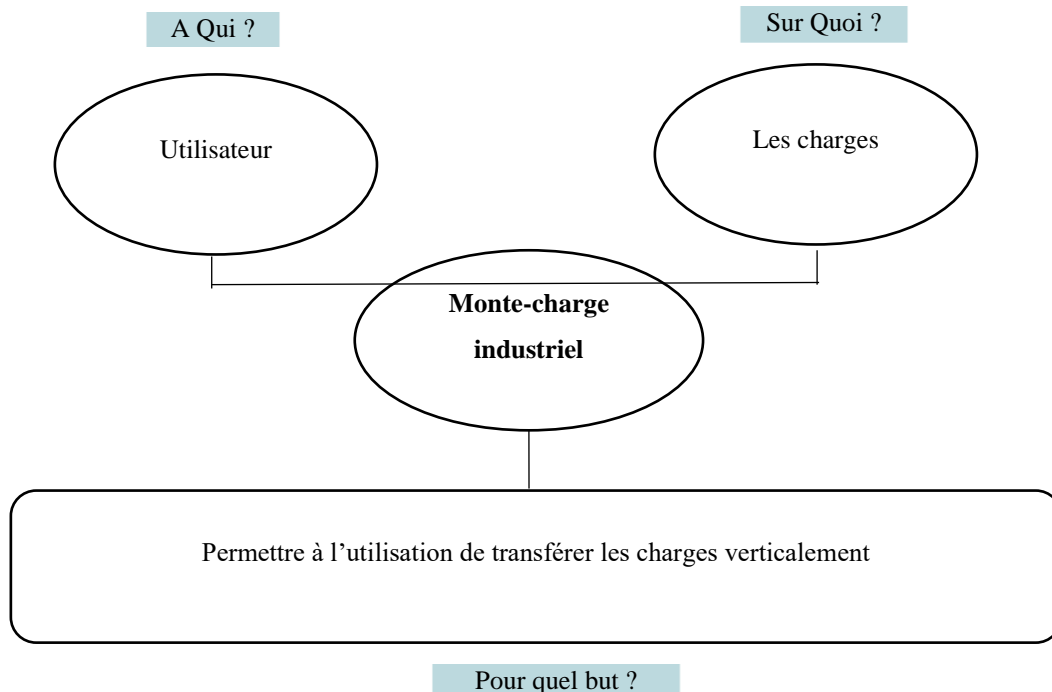 A Qui ?
Sur Quoi ?
Utilisateur
Les charges
Monte-charge
industriel
Permettre à l’utilisation de transférer les charges verticalement
Pour quel but ?